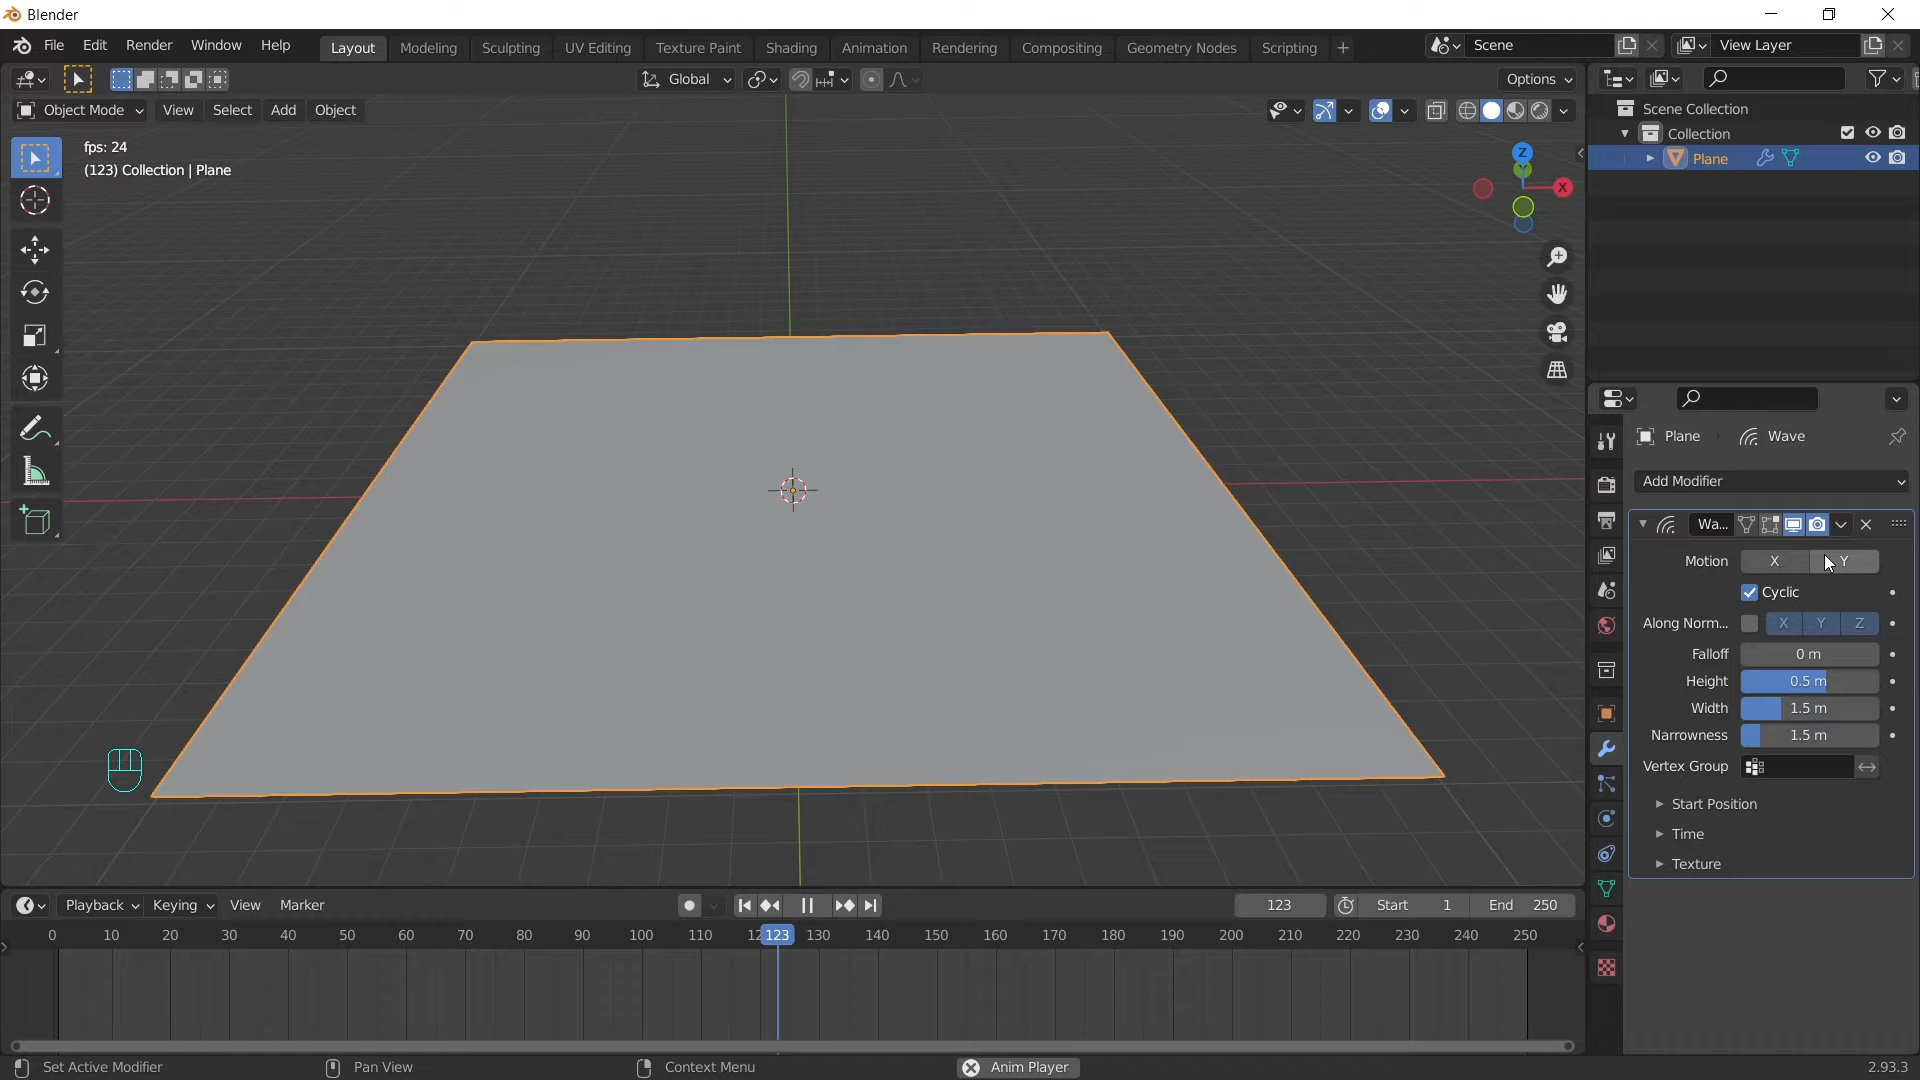 Blender
File Edit Render Window Help Layout Modeling Sculpting UV Editing Texture Paint Shading Animation Rendering Compositing Geometry Nodes Scripting + Scene View Layer
Global Options
Object Mode View Select Add Object
Scene Collection
Collection
Plane
fps: 24
(123) Collection | Plane
Z
X
Plane Wave
Add Modifier
Wa...
Motion X Y
Cyclic
Along Norm... X Y Z
Falloff 0 m
Height 0.5 m
Width 1.5 m
Narrowness 1.5 m
Vertex Group
Start Position
Time
Texture
Playback Keying View Marker 123 Start 1 End 250
0 10 20 30 40 50 60 70 80 90 100 110 12 123 130 140 150 160 170 180 190 200 210 220 230 240 250
Set Active Modifier Pan View Context Menu Anim Player 2.93.3